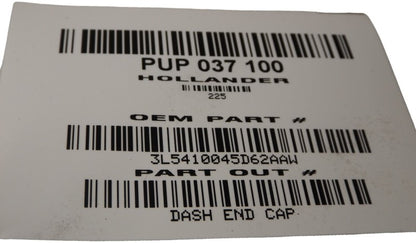 PUP 037 100
HOLLANDER
225
OEM PART #
3L5410045D62AAW
PART OUT #
DASH END CAP